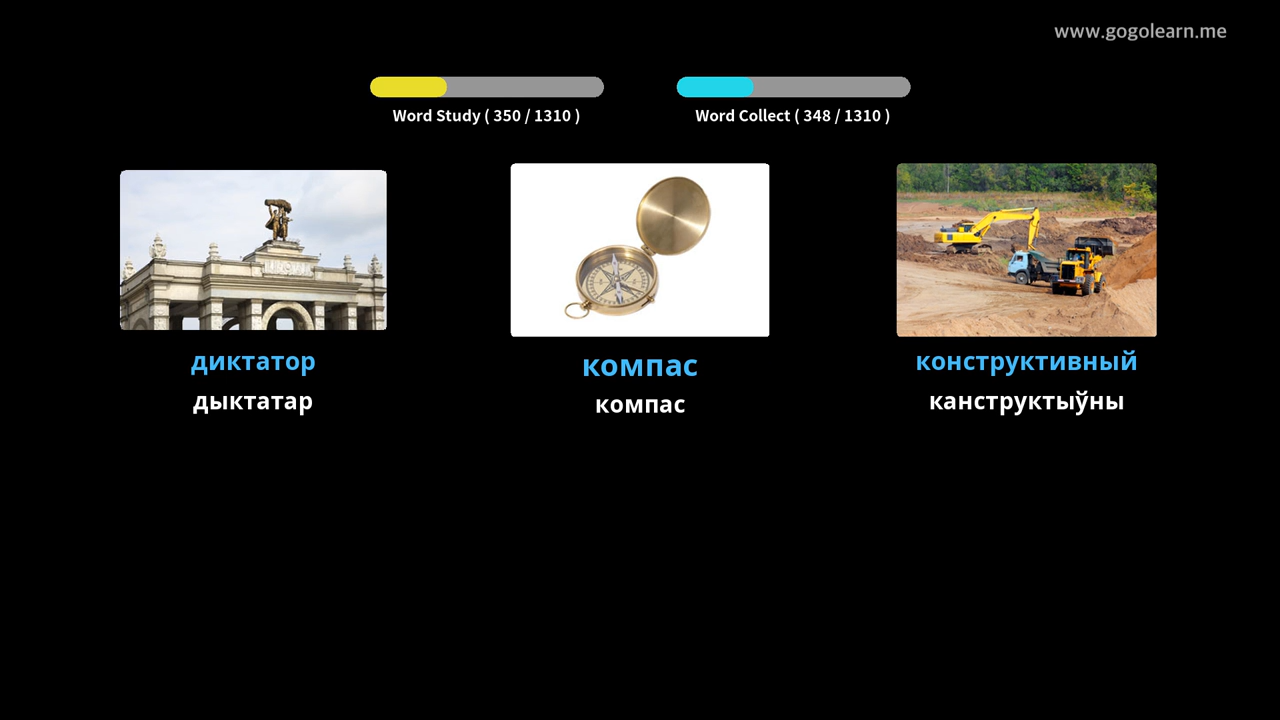 www.gogolearn.me
Word Study ( 350 / 1310 )
Word Collect ( 348 / 1310 )
диктатор
дыктатар
компас
компас
конструктивный
канструктыўны